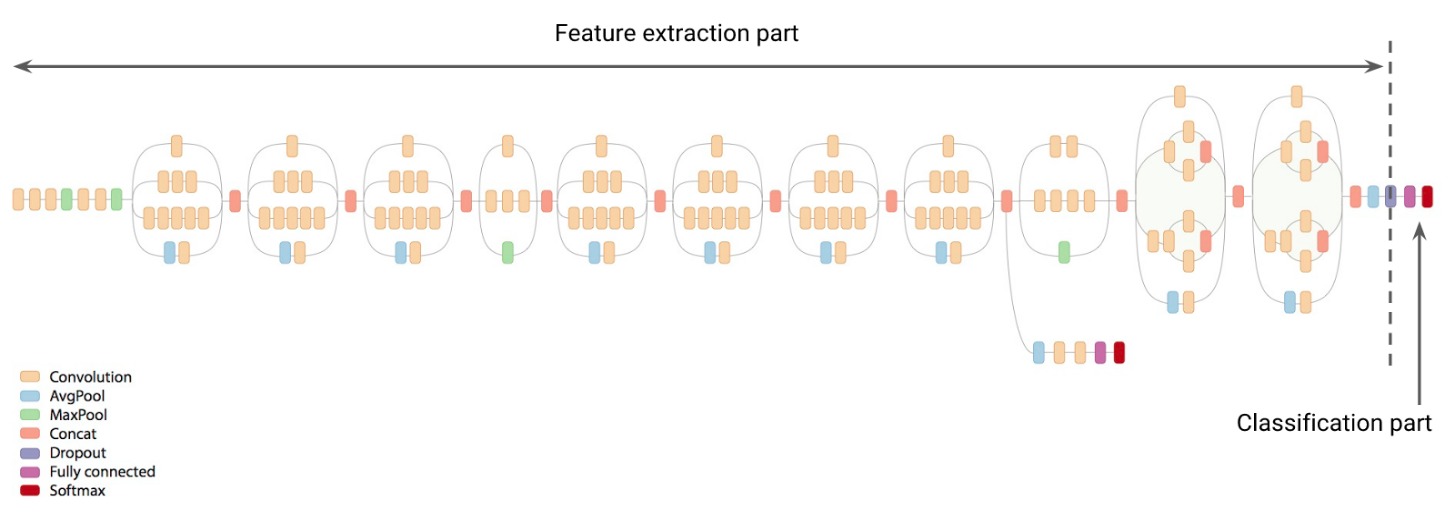 Feature extraction part
Classification part
Convolution
AvgPool
MaxPool
Concat
Dropout
Fully connected
Softmax